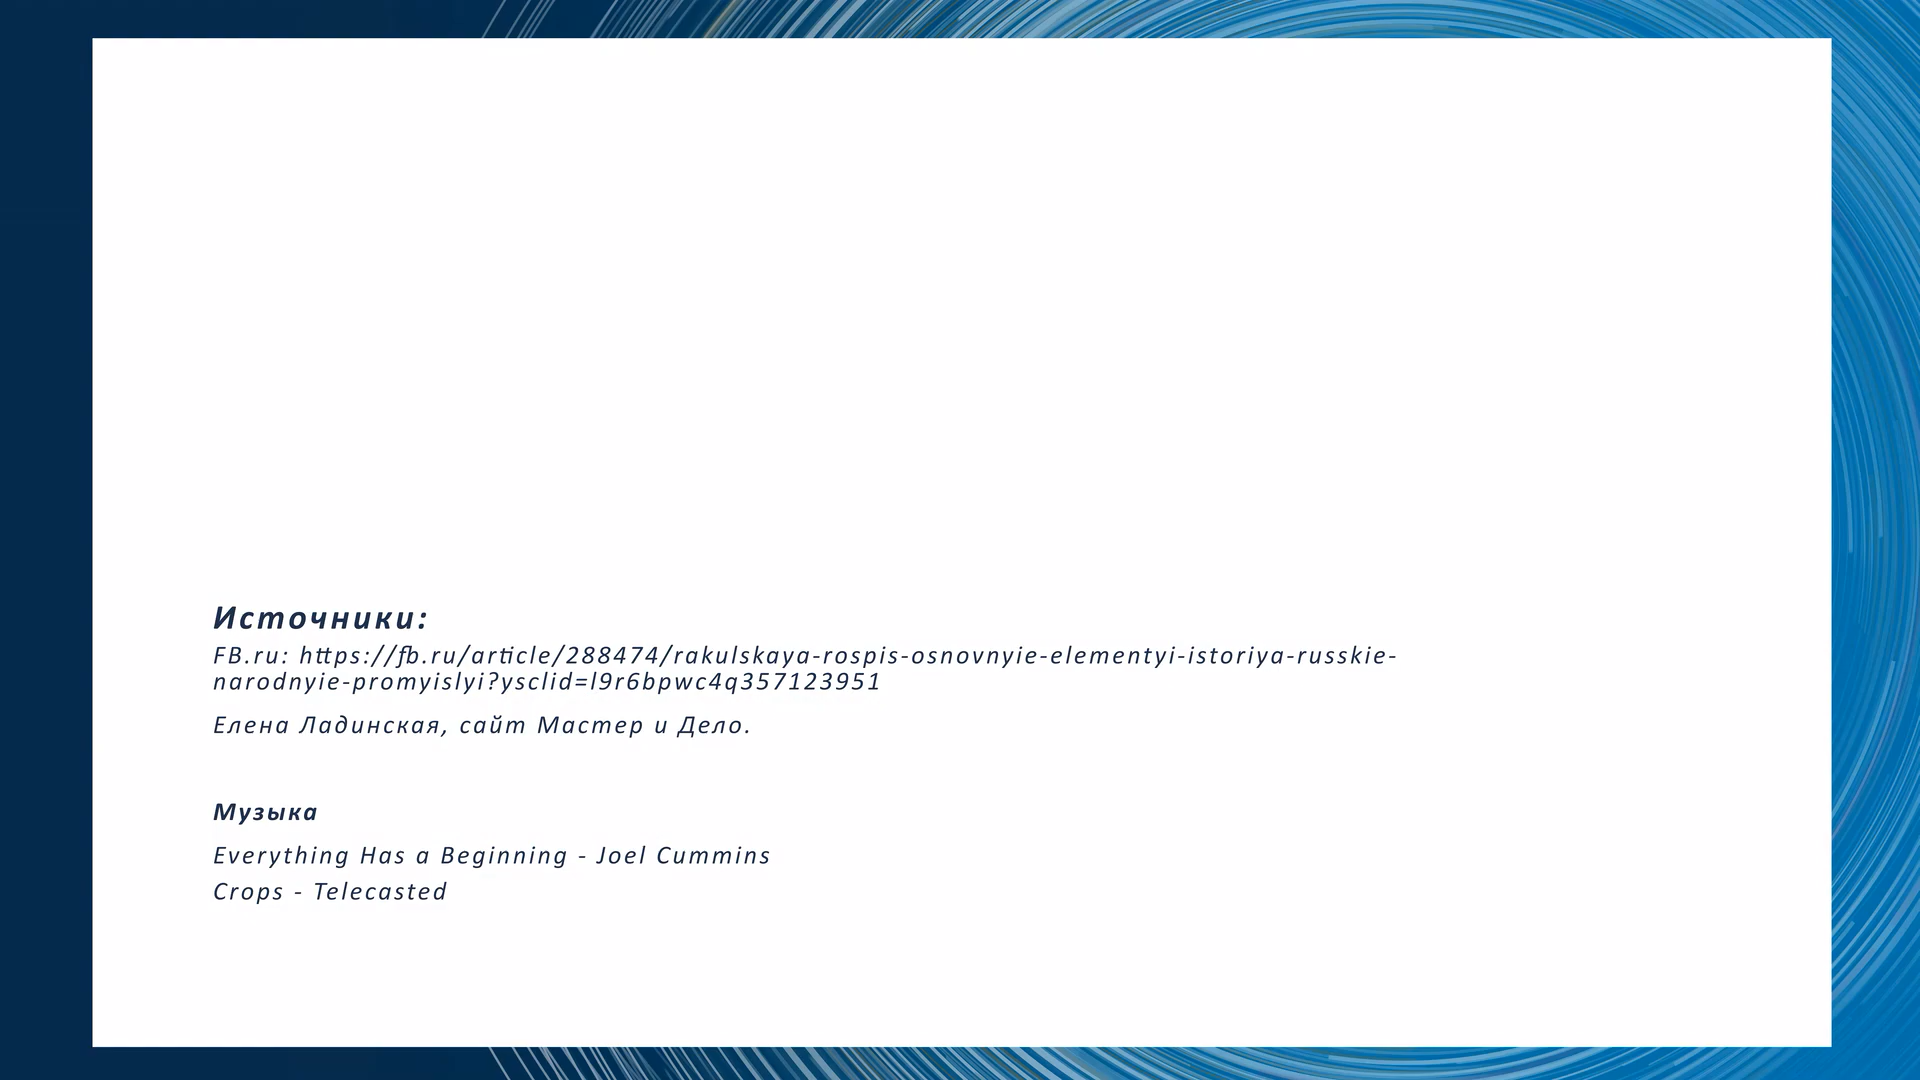 Источники:
FB.ru: https://fb.ru/article/288474/rakulskaya-rospis-osnovnyie-elementyi-istoriya-russkie-
narodnyie-promyislyi?ysclid=l9r6bpwc4q357123951
Елена Ладинская, сайт Мастер и Дело.
Музыка
Everything Has a Beginning - Joel Cummins
Crops - Telecasted